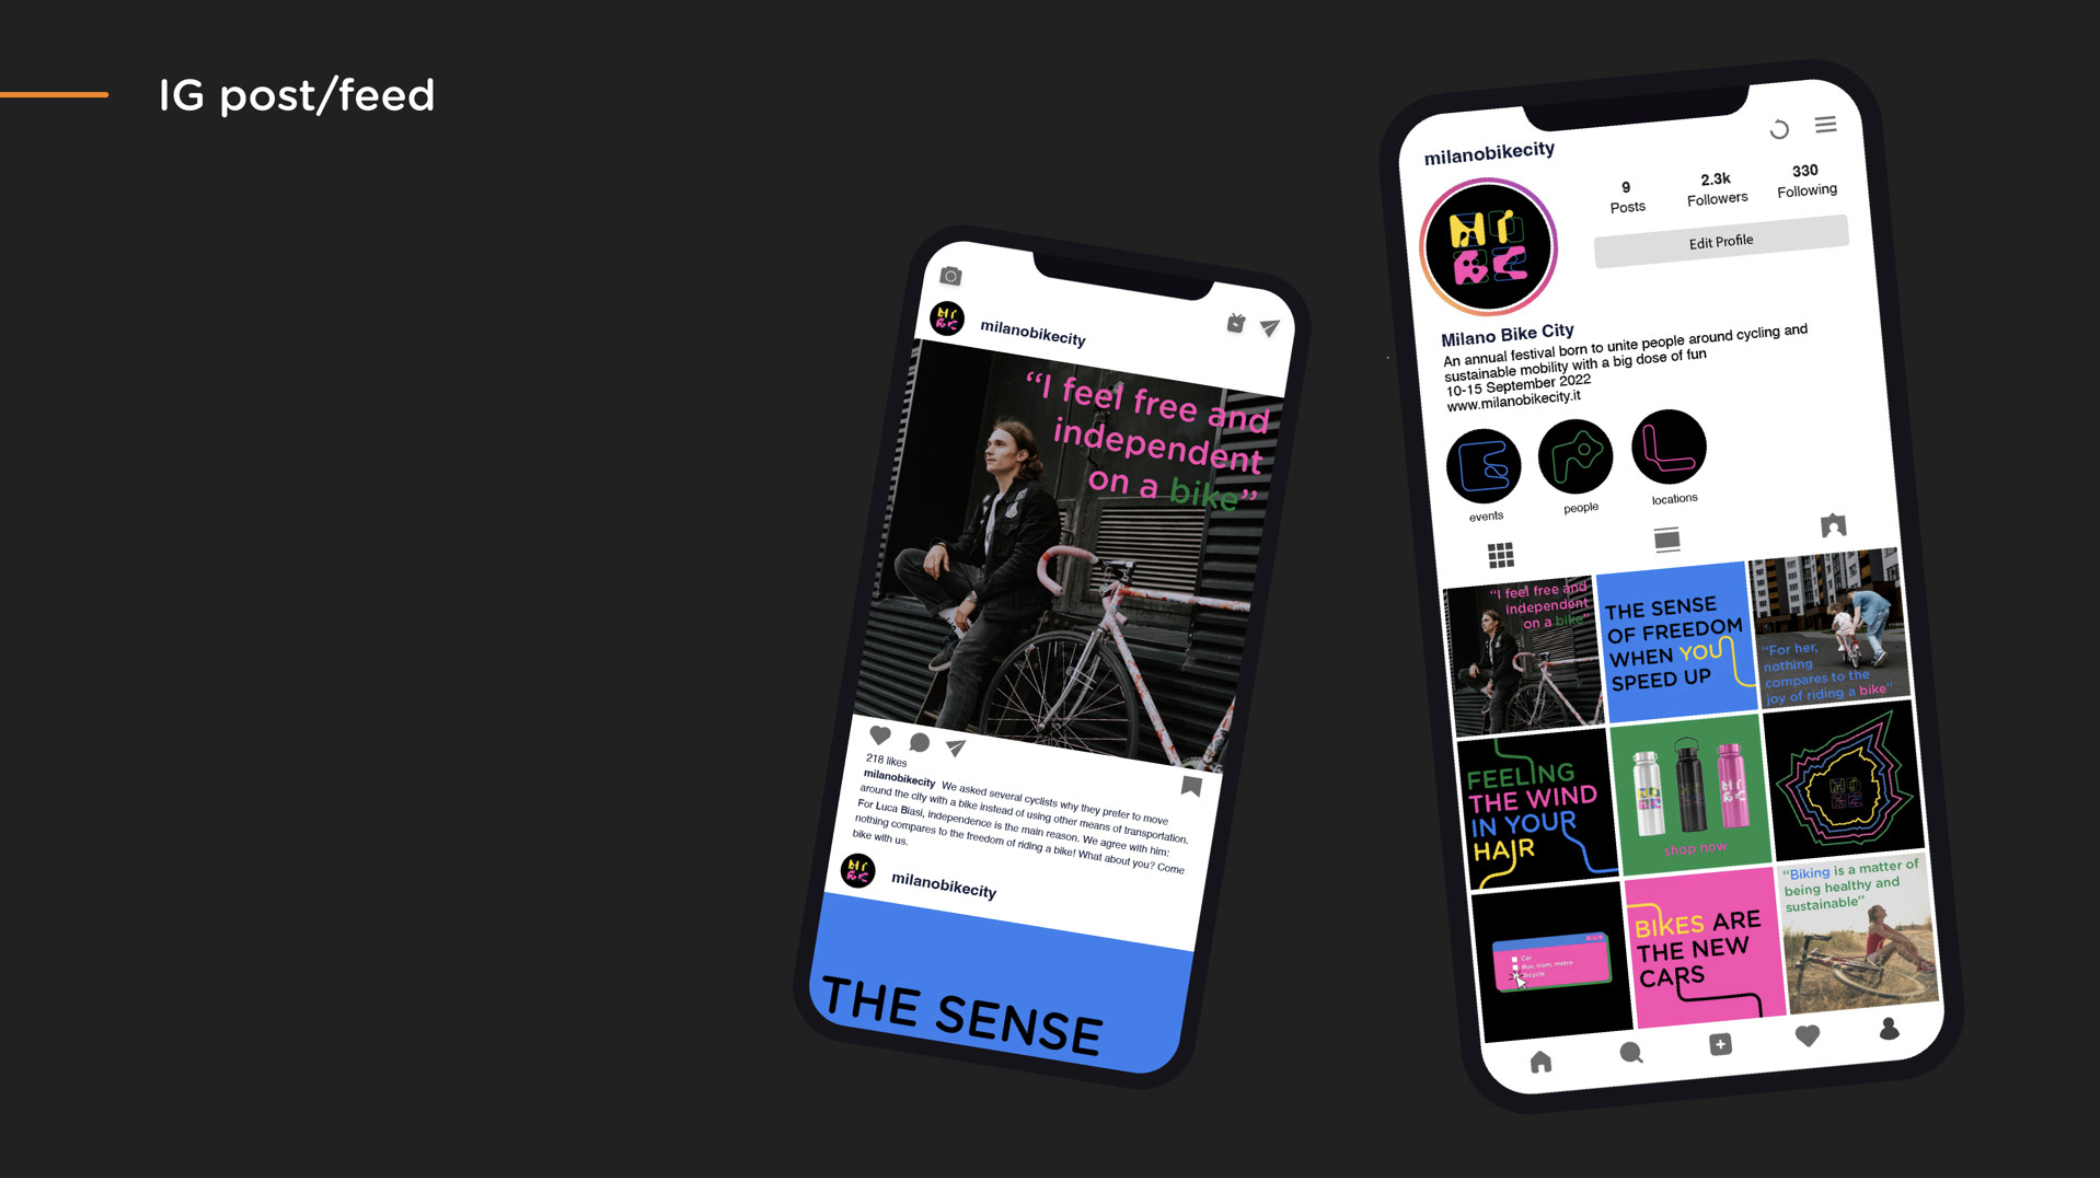 IG post/feed
milanobikecity
“I feel free and
independent
on a bike”
218 likes
milanobikecity We asked several cyclists why they prefer to move
around the city with a bike instead of using other means of transportation.
For Luca Biasi, independence is the main reason. We agree with him:
nothing compares to the freedom of riding a bike! What about you? Come
bike with us.
milanobikecity
THE SENSE
milanobikecity
9
Posts
2.3k
Followers
330
Following
Edit Profile
MI
BC
Milano Bike City
An annual festival born to unite people around cycling and
sustainable mobility with a big dose of fun
10-15 September 2022
www.milanobikecity.it
E
P
L
events
people
locations
“I feel free and
independent
on a bike”
THE SENSE
OF FREEDOM
WHEN YOU
SPEED UP
“For her,
nothing
compares to the
joy of riding a bike”
FEELING
THE WIND
IN YOUR
HAIR
shop now
Car
Bus, tram, metro
Bicycle
BIKES ARE
THE NEW
CARS
“Biking is a matter of
being healthy and
sustainable”